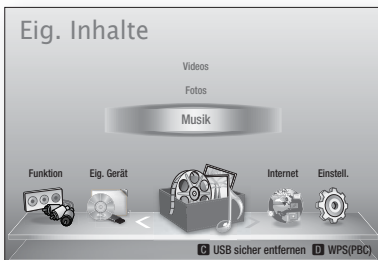 Eig. Inhalte
Videos
Fotos
Musik
Funktion Eig. Gerät Internet Einstell.
C USB sicher entfernen D WPS(PBC)